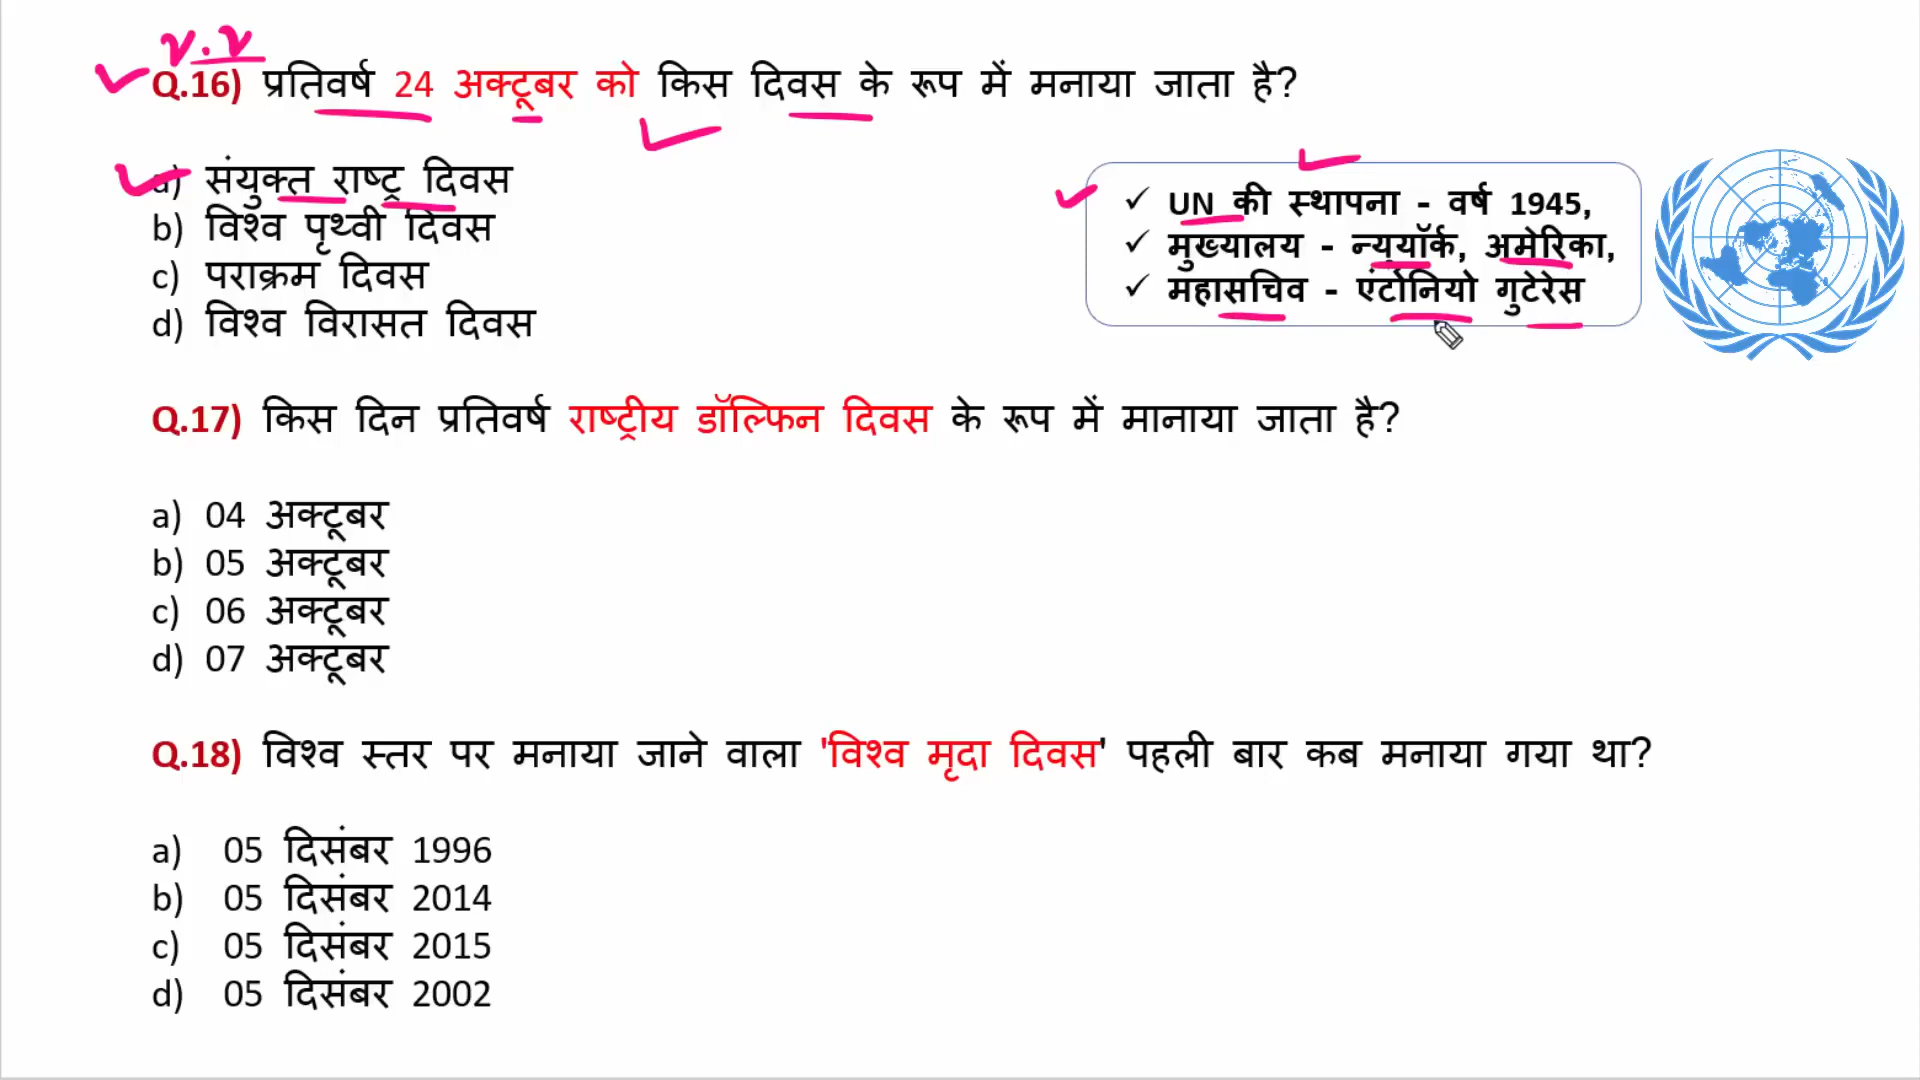 v.v
Q.16) प्रतिवर्ष 24 अक्टूबर को किस दिवस के रूप में मनाया जाता है?
a) संयुक्त राष्ट्र दिवस
b) विश्व पृथ्वी दिवस
c) पराक्रम दिवस
d) विश्व विरासत दिवस
✓ UN की स्थापना - वर्ष 1945,
✓ मुख्यालय - न्यूयॉर्क, अमेरिका,
✓ महासचिव - एंटोनियो गुटेरेस
Q.17) किस दिन प्रतिवर्ष राष्ट्रीय डॉल्फिन दिवस के रूप में मानाया जाता है?
a) 04 अक्टूबर
b) 05 अक्टूबर
c) 06 अक्टूबर
d) 07 अक्टूबर
Q.18) विश्व स्तर पर मनाया जाने वाला 'विश्व मृदा दिवस' पहली बार कब मनाया गया था?
a) 05 दिसंबर 1996
b) 05 दिसंबर 2014
c) 05 दिसंबर 2015
d) 05 दिसंबर 2002